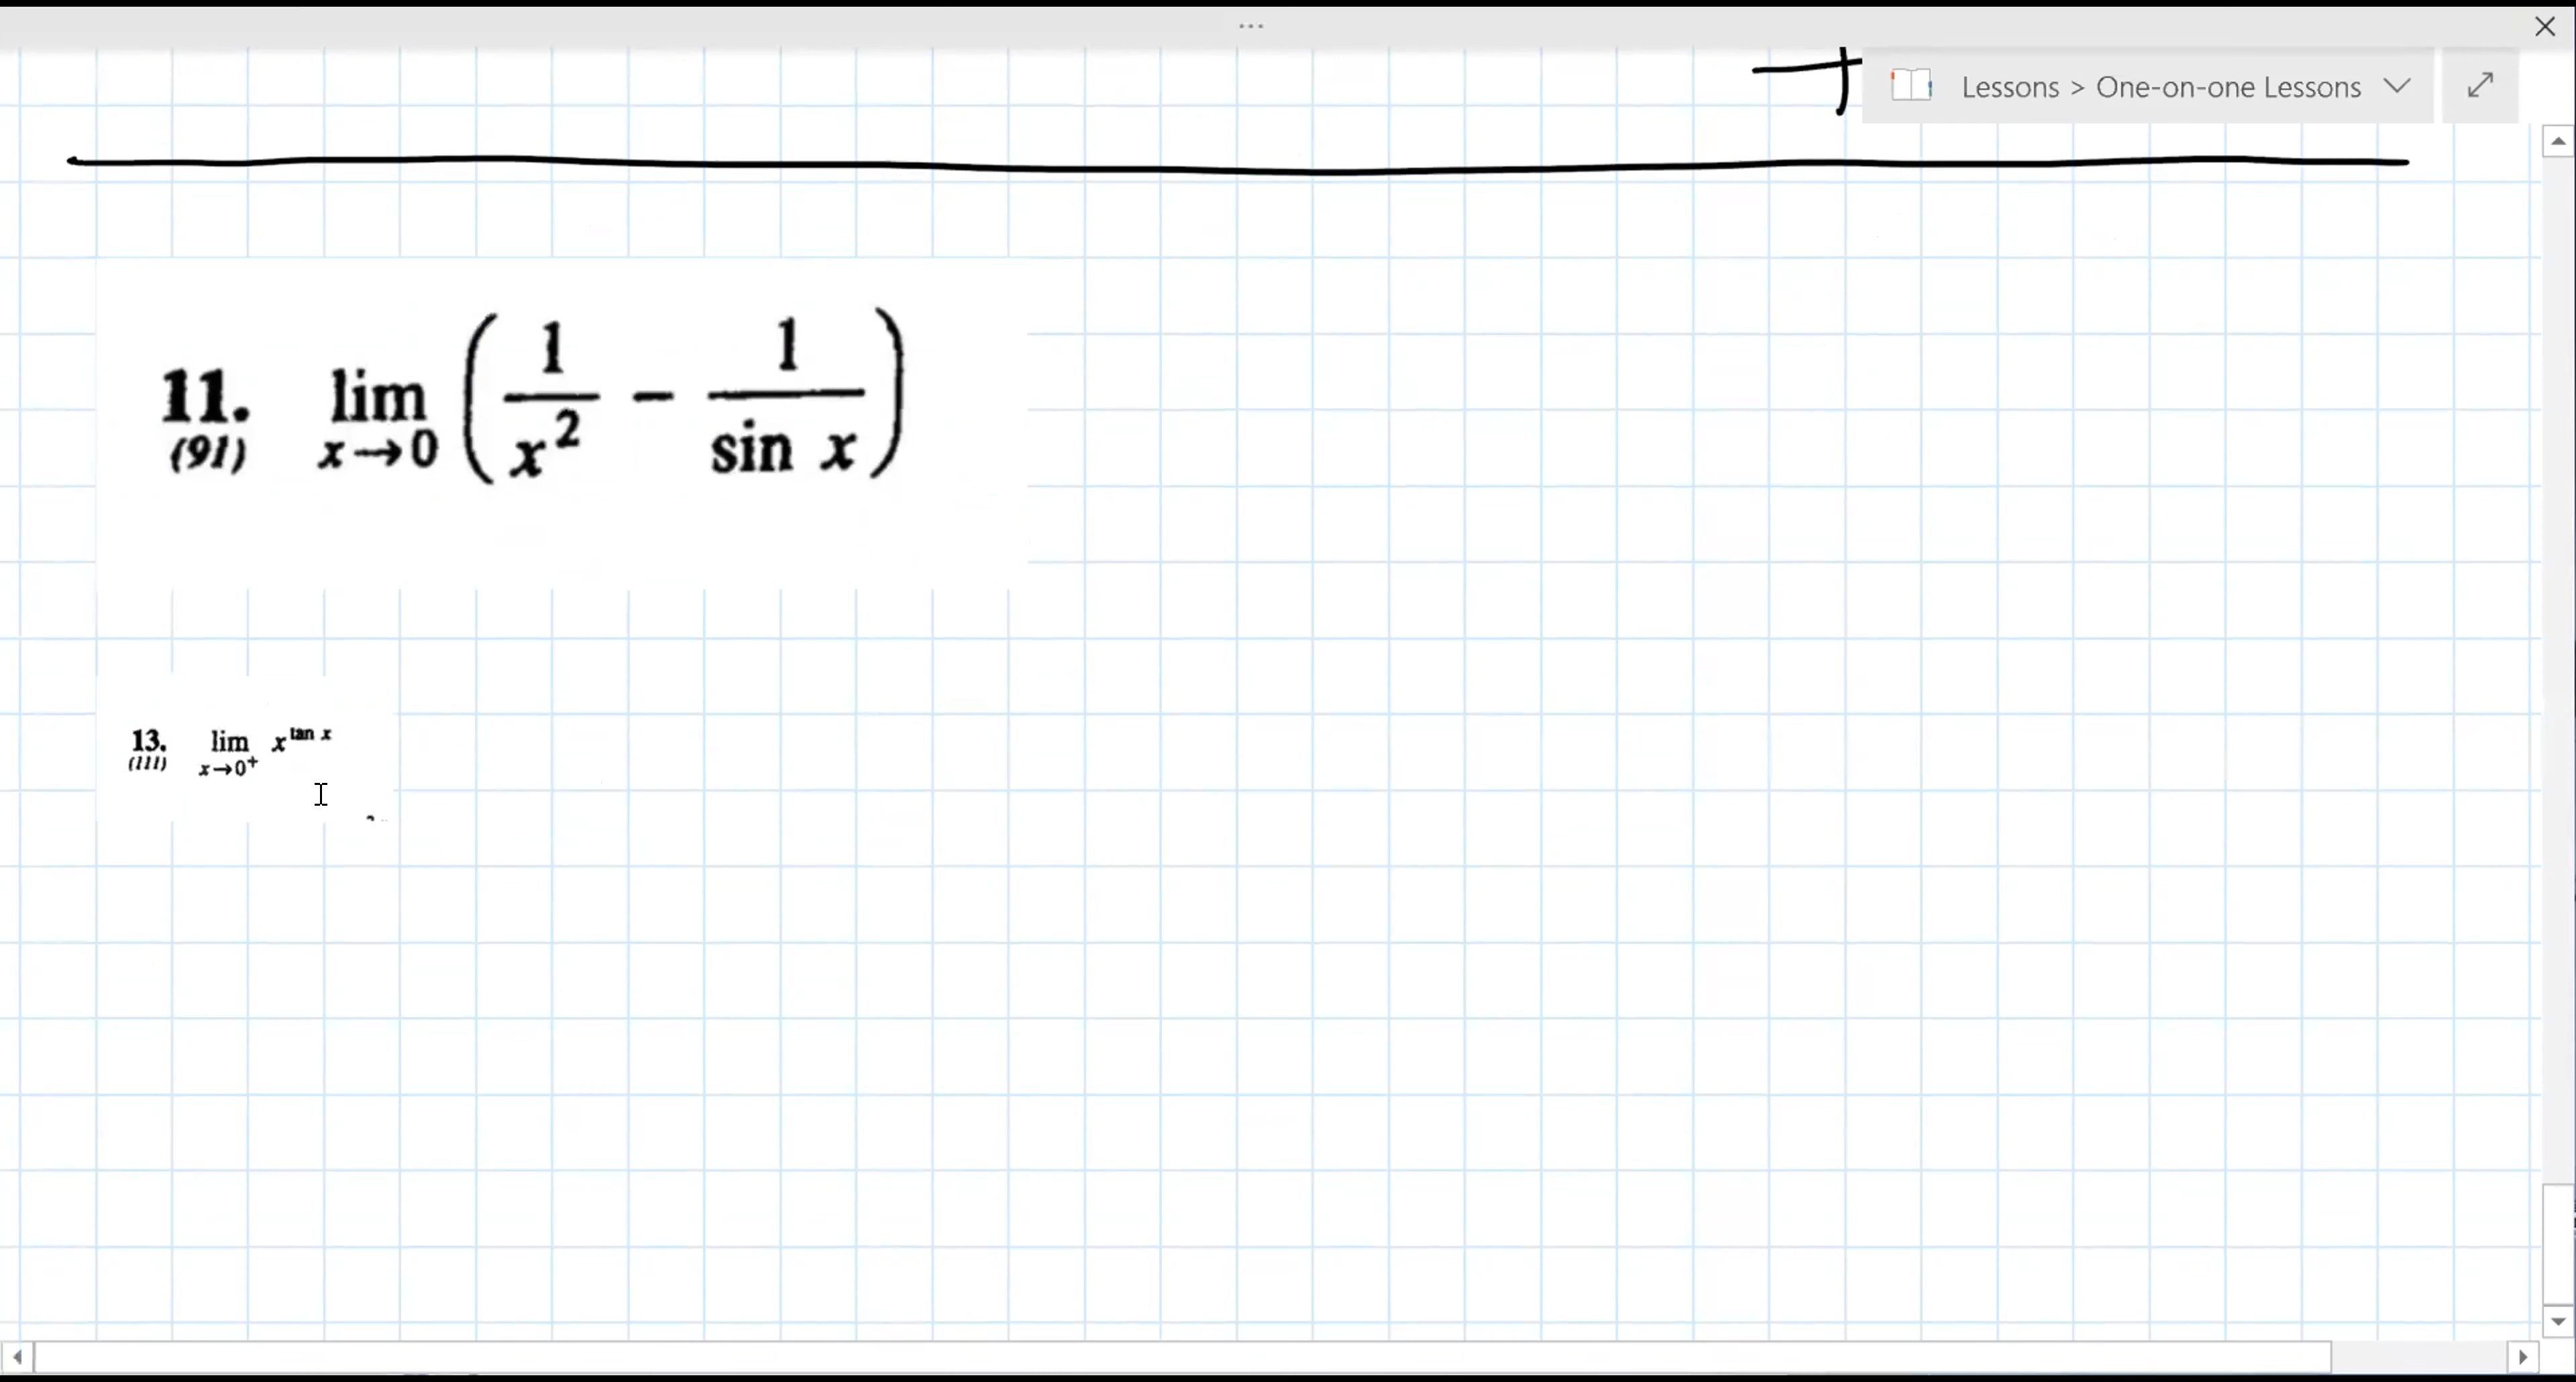 Lessons > One-on-one Lessons
11. lim (1/x² − 1/sin x)
(91) x→0
13. lim x^tan x
(111) x→0⁺